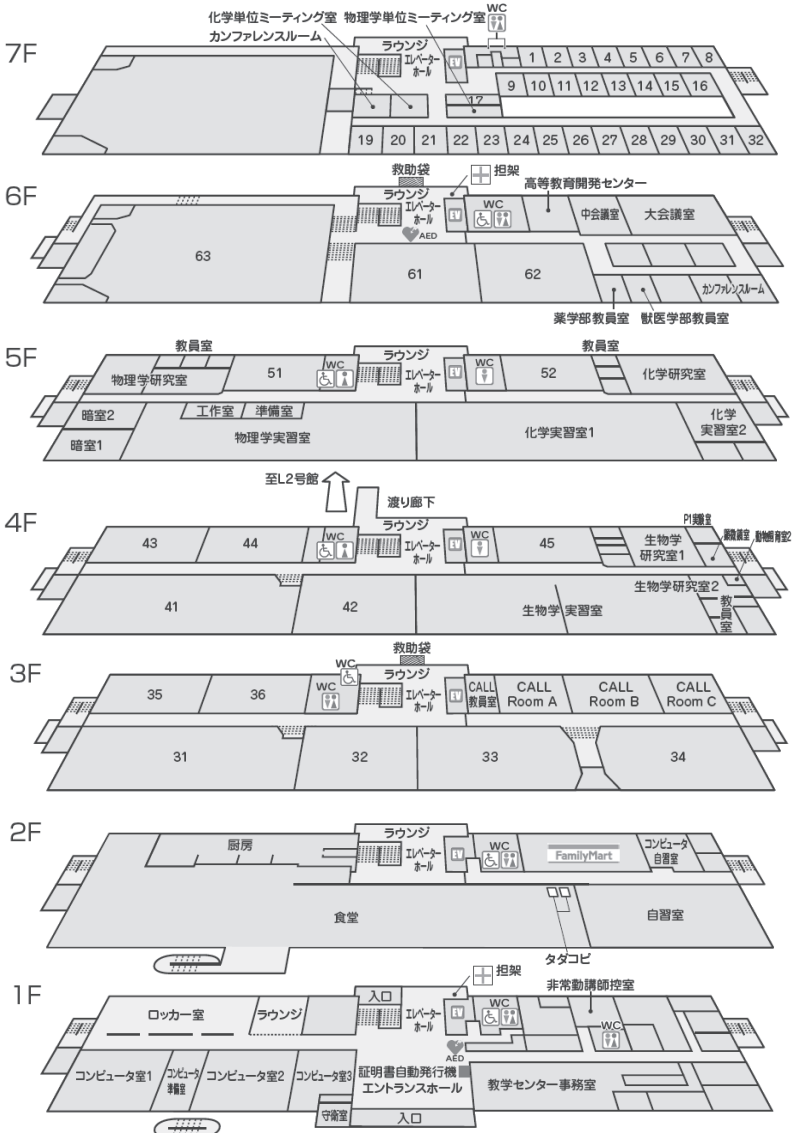 化学単位ミーティング室 物理学単位ミーティング室 WC
カンファレンスルーム
7F
ラウンジ
エレベーター
ホール
1 2 3 4 5 6 7 8
9 10 11 12 13 14 15 16
17
19 20 21 22 23 24 25 26 27 28 29 30 31 32
救助袋
担架
6F
ラウンジ
エレベーター
ホール
AED
WC
高等教育開発センター
中会議室
大会議室
63
61
62
カンファレンスルーム
薬学部教員室 獣医学部教員室
5F
教員室
物理学研究室
51
WC
ラウンジ
エレベーター
ホール
WC
52
教員室
化学研究室
暗室2
暗室1
工作室
準備室
物理学実習室
化学実習室1
化学
実習室2
至L2号館
渡り廊下
4F
43
44
WC
ラウンジ
エレベーター
ホール
WC
45
生物学
研究室1
P1実験室
動物飼育室2
41
42
生物学 実習室
生物学研究室2
教
員
室
救助袋
3F
35
36
WC
WC
ラウンジ
エレベーター
ホール
CALL
教員室
CALL
Room A
CALL
Room B
CALL
Room C
31
32
33
34
2F
厨房
ラウンジ
エレベーター
ホール
WC
FamilyMart
コンピュータ
自習室
食堂
自習室
タダコピ
1F
ロッカー室
ラウンジ
入口
エレベーター
ホール
担架
WC
非常勤講師控室
WC
AED
コンピュータ室1
コンピュータ
準備室
コンピュータ室2
コンピュータ室3
守衛室
証明書自動発行機
エントランスホール
入口
教学センター事務室